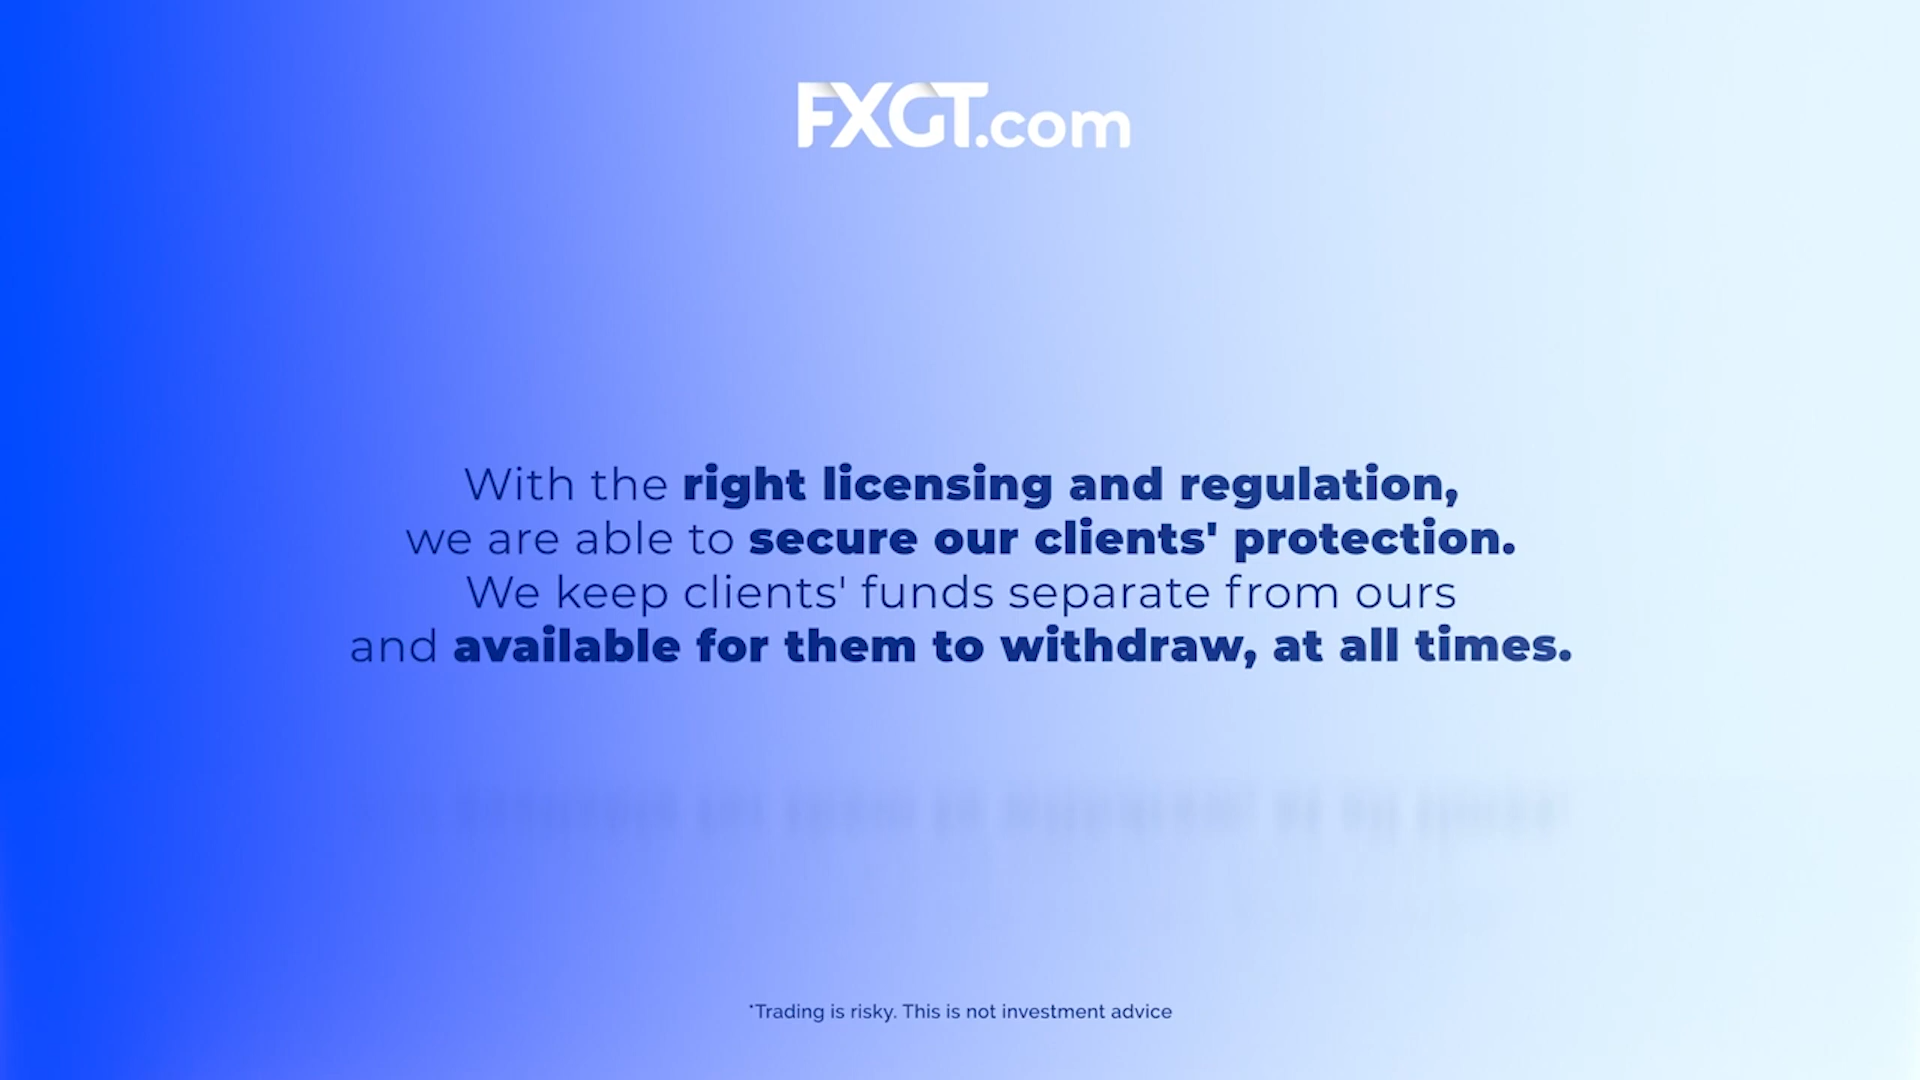 FXGT.com
With the right licensing and regulation,
we are able to secure our clients' protection.
We keep clients' funds separate from ours
and available for them to withdraw, at all times.
*Trading is risky. This is not investment advice